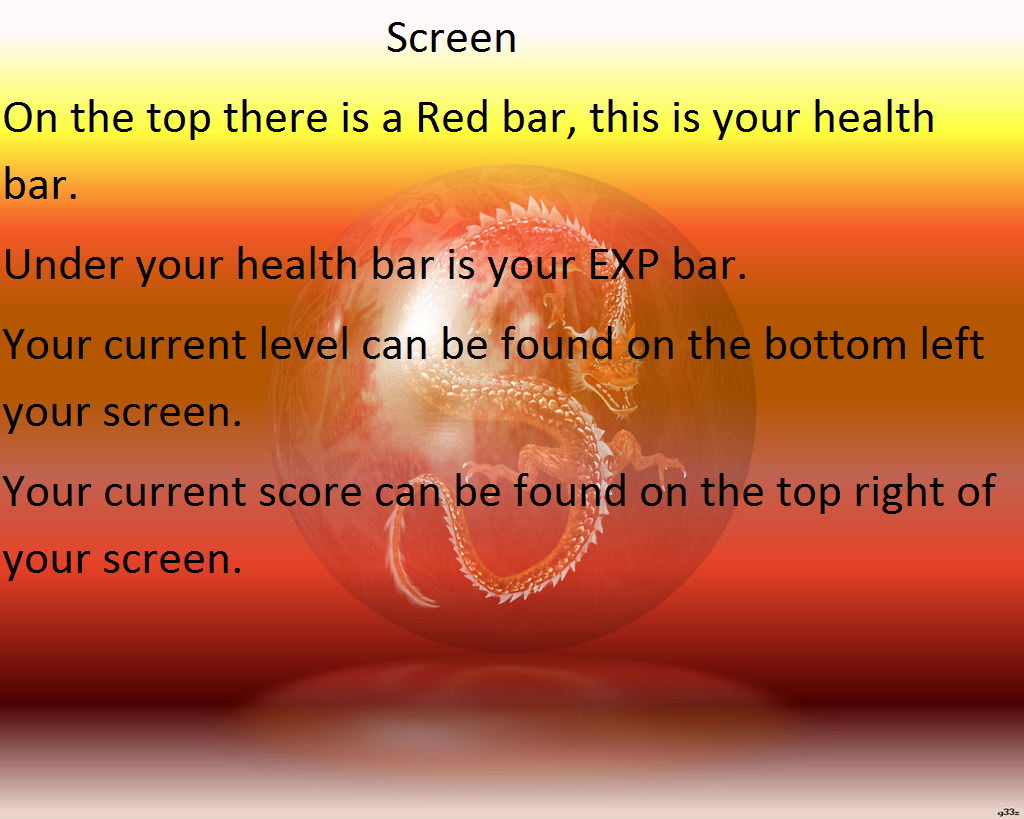 Screen
On the top there is a Red bar, this is your health
bar.
Under your health bar is your EXP bar.
Your current level can be found on the bottom left
your screen.
Your current score can be found on the top right of
your screen.
g33z